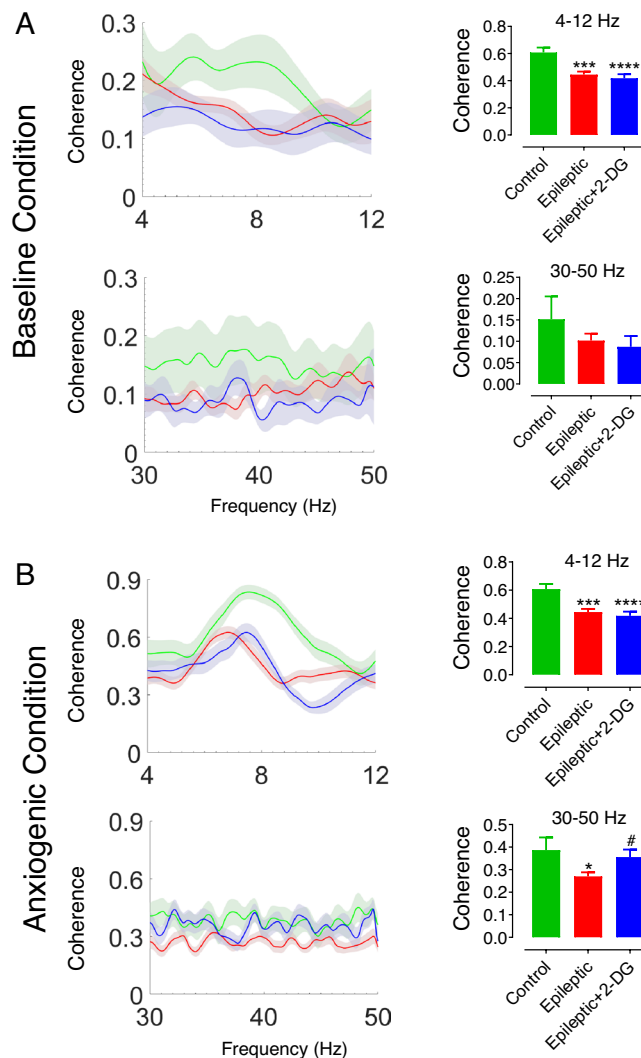 A
Baseline Condition
Coherence
0.3
0.2
0.1
0
4
8
12
4-12 Hz
Coherence
0.8
0.6
0.4
0.2
0.0
***
****
Control
Epileptic
Epileptic+2-DG
Coherence
0.3
0.2
0.1
0
30
40
50
Frequency (Hz)
30-50 Hz
Coherence
0.25
0.20
0.15
0.10
0.05
0.00
Control
Epileptic
Epileptic+2-DG
B
Anxiogenic Condition
Coherence
0.9
0.6
0.3
0
4
8
12
4-12 Hz
Coherence
0.8
0.6
0.4
0.2
0.0
***
****
Control
Epileptic
Epileptic+2-DG
Coherence
0.9
0.6
0.3
0
30
40
50
Frequency (Hz)
30-50 Hz
Coherence
0.5
0.4
0.3
0.2
0.1
0.0
*
#
Control
Epileptic
Epileptic+2-DG